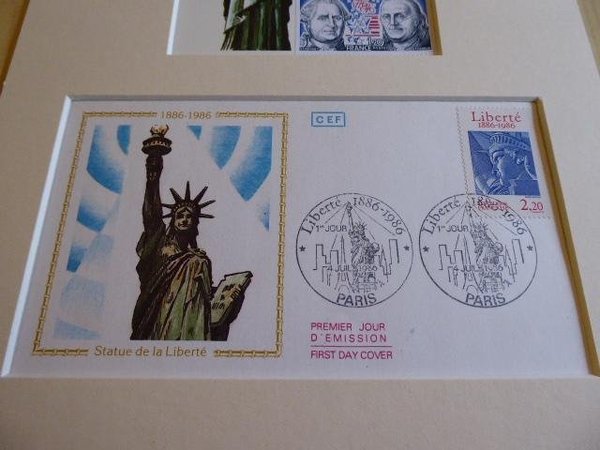 FRANCE
1886-1986
Statue de la Liberté
CEF
Liberté
1886-1986
2.20
Liberté 1886-1986
1er JOUR
4 JUIL 1986
PARIS
Liberté 1886-1986
1er JOUR
4 JUIL 1986
PARIS
PREMIER JOUR
D'EMISSION
FIRST DAY COVER